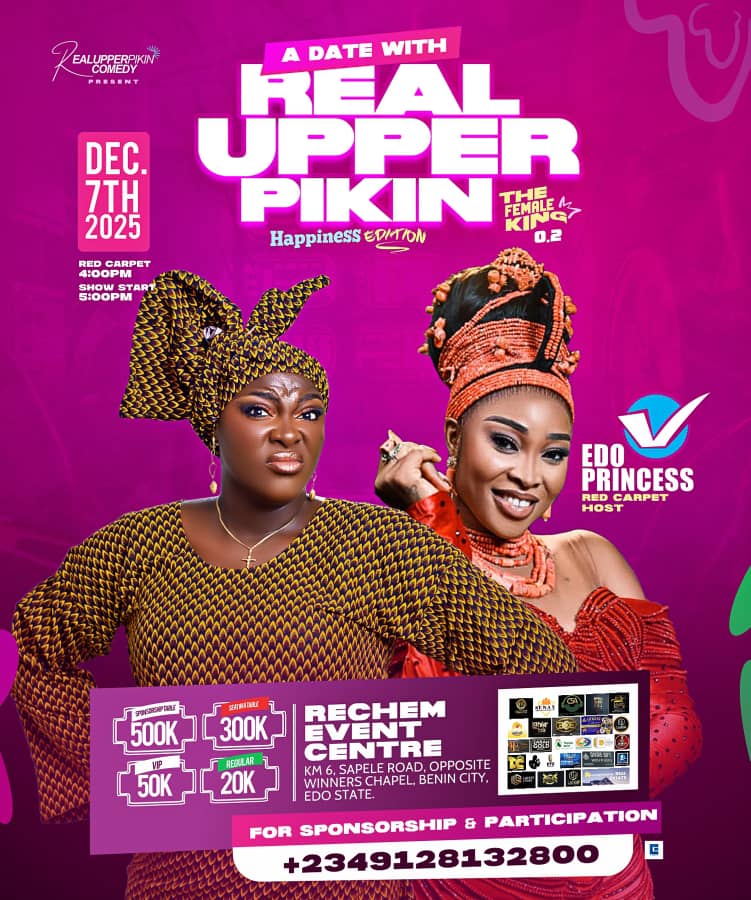 REALUPPERPIKIN
COMEDY
PRESENT
A DATE WITH
REAL
UPPER
PIKIN
Happiness EDITION
THE
FEMALE
KING
0.2
DEC.
7TH
2025
RED CARPET
4:00PM
SHOW START
5:00PM
EDO
PRINCESS
RED CARPET
HOST
SPONSORSHIP TABLE
500K
SEAT IN A TABLE
300K
VIP
50K
REGULAR
20K
RECHEM
EVENT
CENTRE
KM 6, SAPELE ROAD, OPPOSITE
WINNERS CHAPEL, BENIN CITY,
EDO STATE.
FOR SPONSORSHIP & PARTICIPATION
+2349128132800